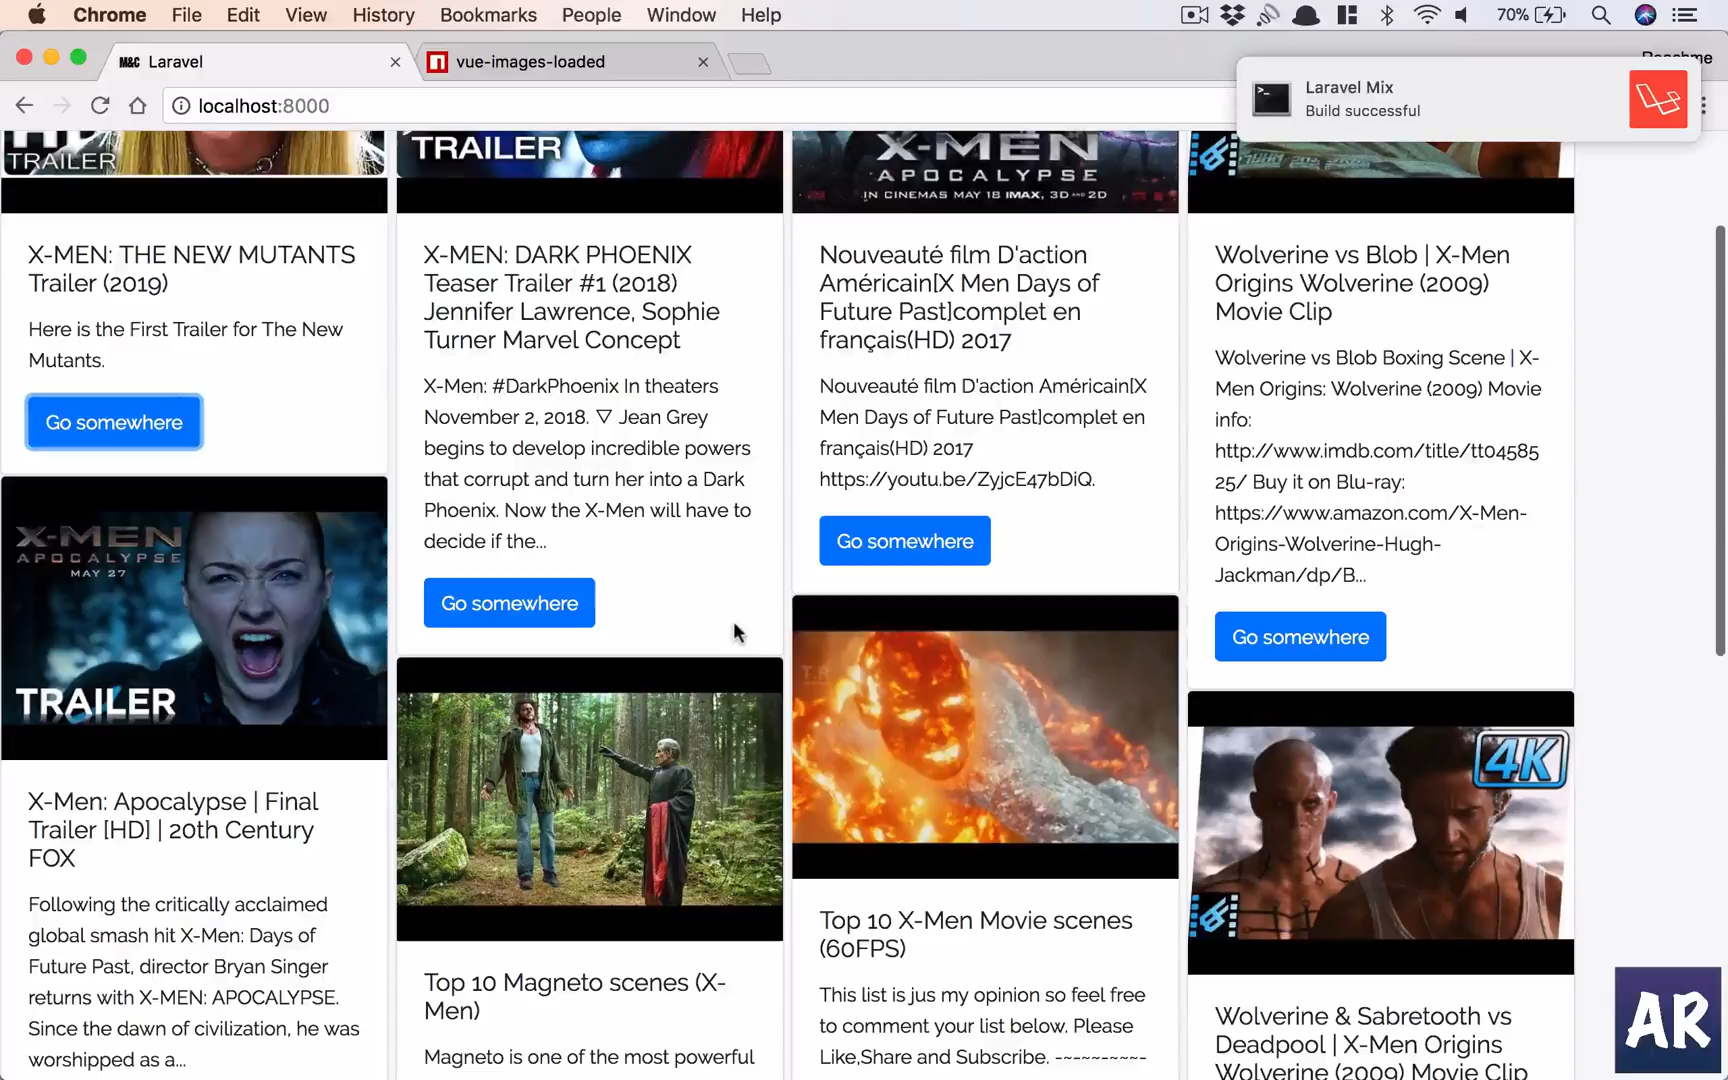 Chrome File Edit View History Bookmarks People Window Help 70%
M&C Laravel
vue-images-loaded
localhost:8000
Laravel Mix
Build successful
TRAILER
TRAILER
X-MEN
APOCALYPSE
IN CINEMAS MAY 18 IMAX, 3D AND 2D
X-MEN: THE NEW MUTANTS
Trailer (2019)
Here is the First Trailer for The New
Mutants.
Go somewhere
X-MEN
APOCALYPSE
MAY 27
TRAILER
X-Men: Apocalypse | Final
Trailer [HD] | 20th Century
FOX
Following the critically acclaimed
global smash hit X-Men: Days of
Future Past, director Bryan Singer
returns with X-MEN: APOCALYPSE.
Since the dawn of civilization, he was
worshipped as a...
X-MEN: DARK PHOENIX
Teaser Trailer #1 (2018)
Jennifer Lawrence, Sophie
Turner Marvel Concept
X-Men: #DarkPhoenix In theaters
November 2, 2018. ▽ Jean Grey
begins to develop incredible powers
that corrupt and turn her into a Dark
Phoenix. Now the X-Men will have to
decide if the...
Go somewhere
Top 10 Magneto scenes (X-
Men)
Magneto is one of the most powerful
Nouveauté film D'action
Américain[X Men Days of
Future Past]complet en
français(HD) 2017
Nouveauté film D'action Américain[X
Men Days of Future Past]complet en
français(HD) 2017
https://youtu.be/ZyjcE47bDiQ.
Go somewhere
T.R
Top 10 X-Men Movie scenes
(60FPS)
This list is jus my opinion so feel free
to comment your list below. Please
Like,Share and Subscribe. ~~~~~~~~~~
Wolverine vs Blob | X-Men
Origins Wolverine (2009)
Movie Clip
Wolverine vs Blob Boxing Scene | X-
Men Origins: Wolverine (2009) Movie
info:
http://www.imdb.com/title/tt04585
25/ Buy it on Blu-ray:
https://www.amazon.com/X-Men-
Origins-Wolverine-Hugh-
Jackman/dp/B...
Go somewhere
4K
Wolverine & Sabretooth vs
Deadpool | X-Men Origins
Wolverine (2009) Movie Clip
AR